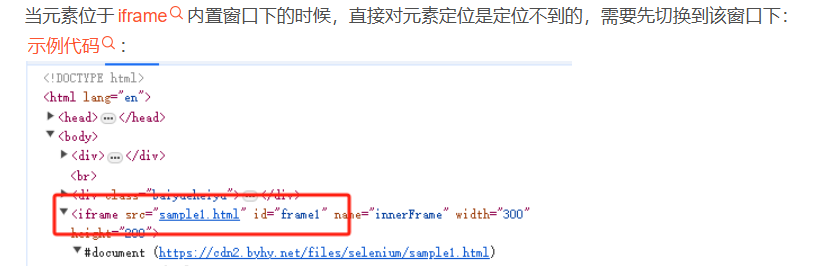 当元素位于 iframe 内置窗口下的时候，直接对元素定位是定位不到的，需要先切换到该窗口下：
示例代码：
<!DOCTYPE html>
<html lang="en">
<head>…</head>
<body>
<div>…</div>
<br>
<div class="baiyueheiyu">…</div>
<iframe src="sample1.html" id="frame1" name="innerFrame" width="300"
height="200">
#document (https://cdn2.byhy.net/files/selenium/sample1.html)